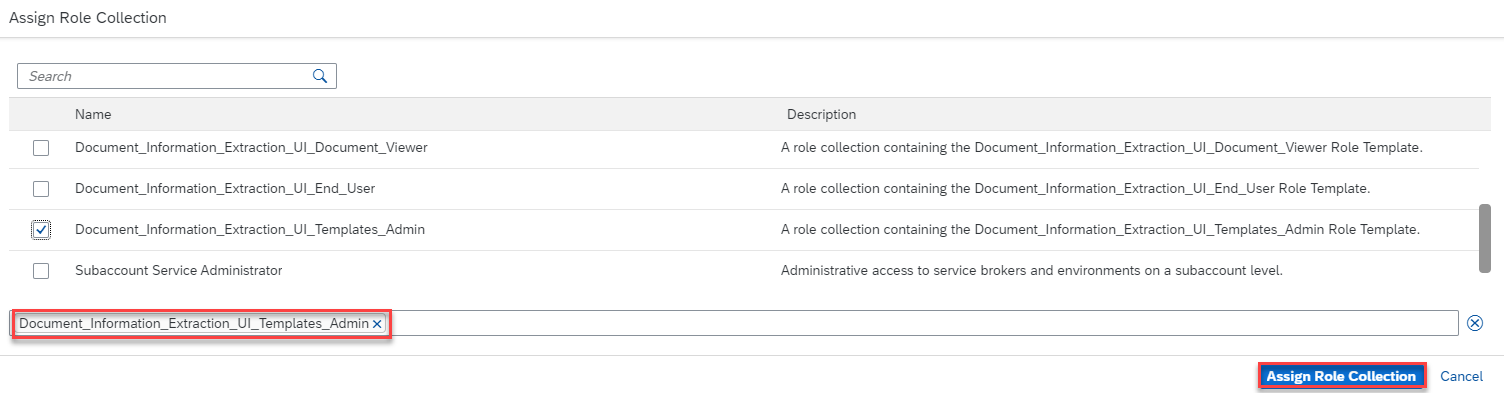 Assign Role Collection
Search
Name Description
Document_Information_Extraction_UI_Document_Viewer A role collection containing the Document_Information_Extraction_UI_Document_Viewer Role Template.
Document_Information_Extraction_UI_End_User A role collection containing the Document_Information_Extraction_UI_End_User Role Template.
Document_Information_Extraction_UI_Templates_Admin A role collection containing the Document_Information_Extraction_UI_Templates_Admin Role Template.
Subaccount Service Administrator Administrative access to service brokers and environments on a subaccount level.
Document_Information_Extraction_UI_Templates_Admin
Assign Role Collection Cancel